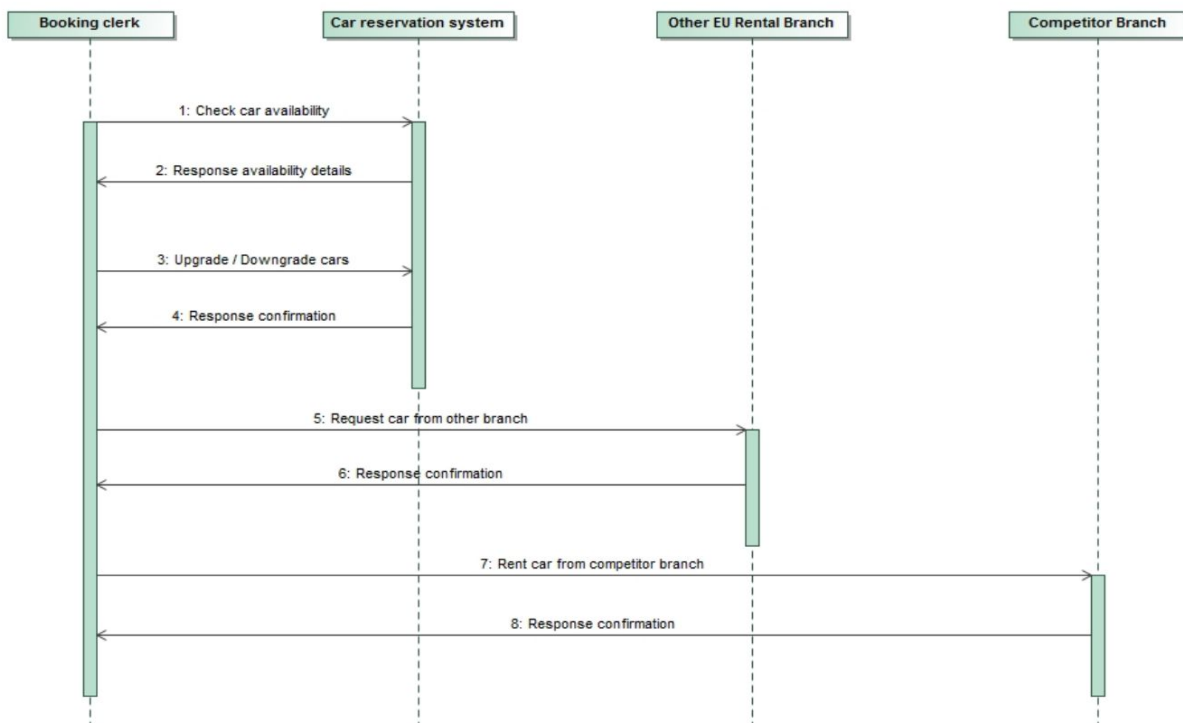 Booking clerk
Car reservation system
Other EU Rental Branch
Competitor Branch
1: Check car availability
2: Response availability details
3: Upgrade / Downgrade cars
4: Response confirmation
5: Request car from other branch
6: Response confirmation
7: Rent car from competitor branch
8: Response confirmation